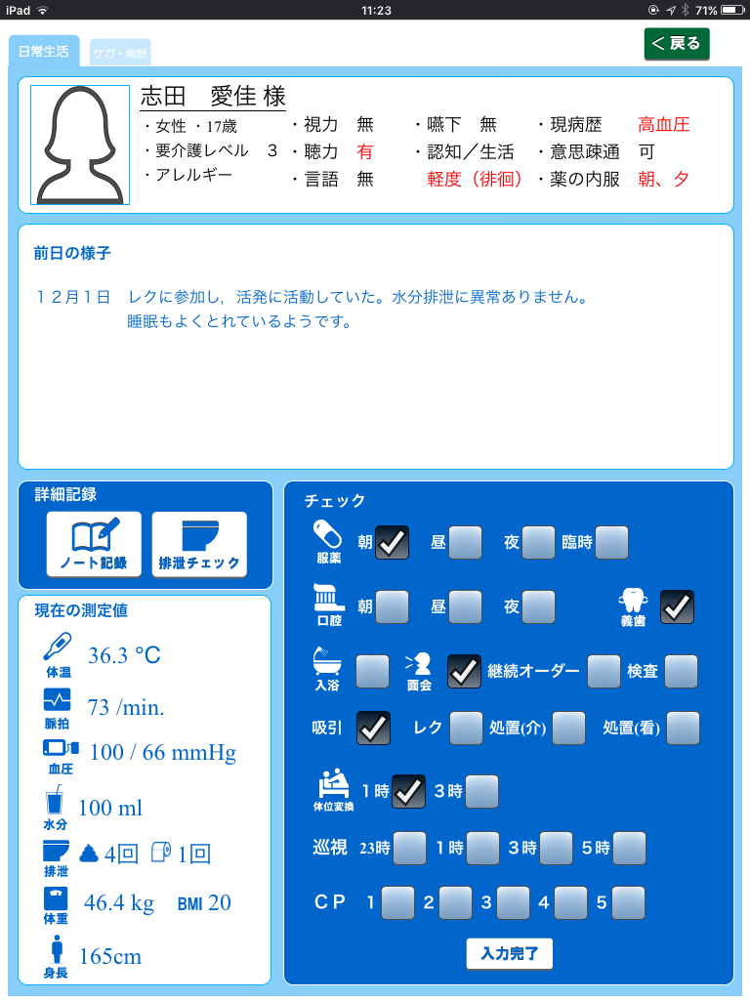 iPad 11:23 71%
日常生活 ケガ・病歴 < 戻る
志田　愛佳 様
・女性 ・17歳
・要介護レベル　３
・アレルギー
・視力　無
・聴力　有
・言語　無
・嚥下　無
・認知／生活
軽度（徘徊）
・現病歴　高血圧
・意思疎通　可
・薬の内服　朝、夕
前日の様子
１２月１日　レクに参加し，活発に活動していた。水分排泄に異常ありません。
睡眠もよくとれているようです。
詳細記録
ノート記録 排泄チェック
現在の測定値
体温 36.3 ℃
脈拍 73 /min.
血圧 100 / 66 mmHg
水分 100 ml
排泄 4回 1回
体重 46.4 kg BMI 20
身長 165cm
チェック
服薬 朝 昼 夜 臨時
口腔 朝 昼 夜 義歯
入浴 面会 継続オーダー 検査
吸引 レク 処置(介) 処置(看)
体位変換 １時 ３時
巡視 23時 １時 ３時 ５時
ＣＰ １ ２ ３ ４ ５
入力完了